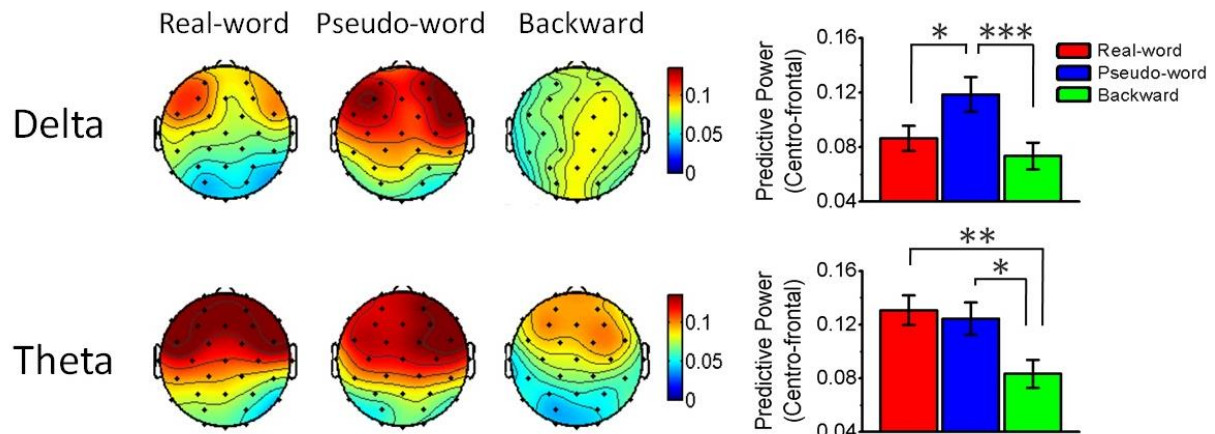 Real-word Pseudo-word Backward
Delta
0.1
0.05
0
Predictive Power
(Centro-frontal)
0.16
0.12
0.08
0.04
* ***
Real-word
Pseudo-word
Backward
Theta
0.1
0.05
0
Predictive Power
(Centro-frontal)
0.16
0.12
0.08
0.04
**
*